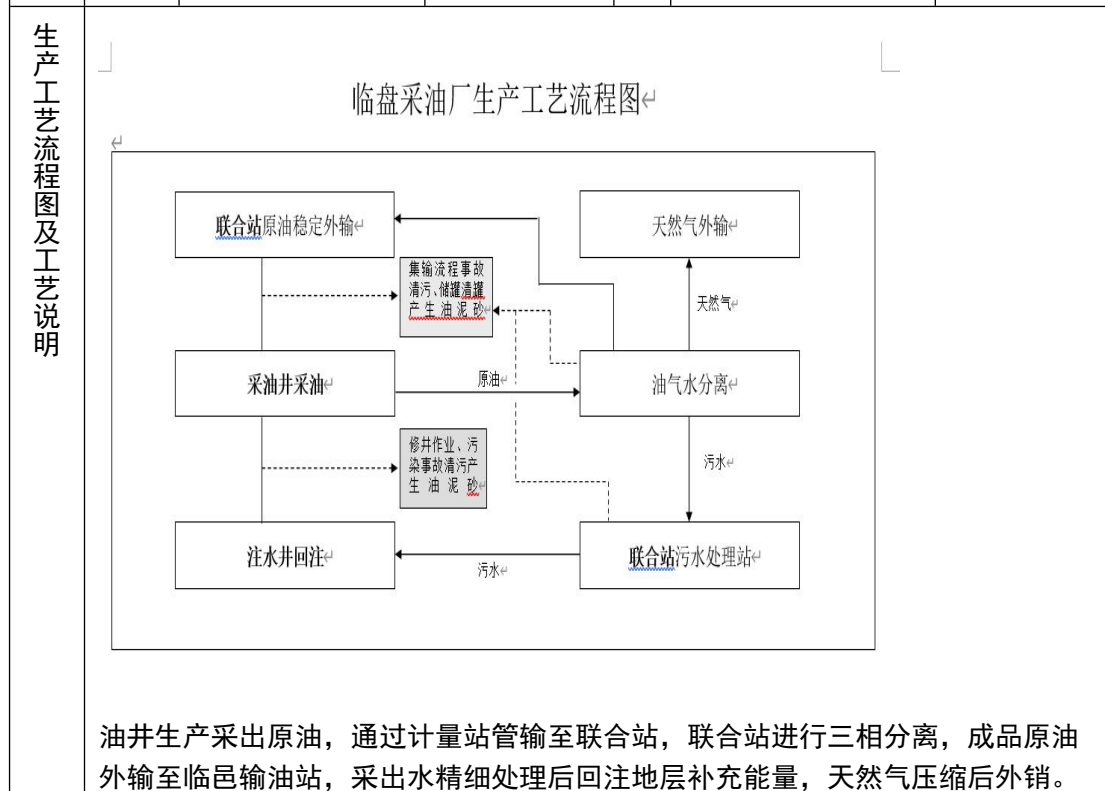 生产工艺流程图及工艺说明
临盘采油厂生产工艺流程图
联合站原油稳定外输
天然气外输
集输流程事故
清污、储罐清罐
产生油泥砂
天然气
采油井采油
原油
油气水分离
修井作业、污
染事故清污产
生油泥砂
污水
注水井回注
污水
联合站污水处理站
油井生产采出原油，通过计量站管输至联合站，联合站进行三相分离，成品原油
外输至临邑输油站，采出水精细处理后回注地层补充能量，天然气压缩后外销。